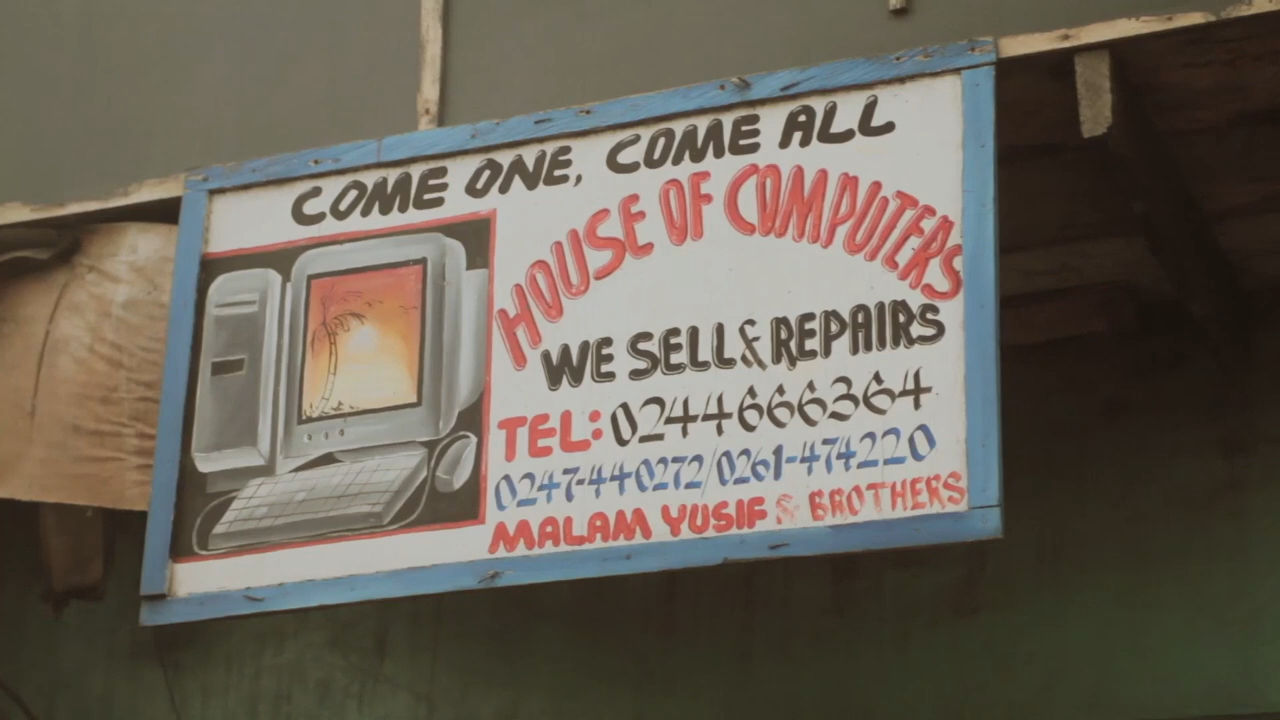 COME ONE, COME ALL
HOUSE OF COMPUTERS
WE SELL & REPAIRS
TEL: 0244666364
0247-440272/0261-474220
MALAM YUSIF & BROTHERS